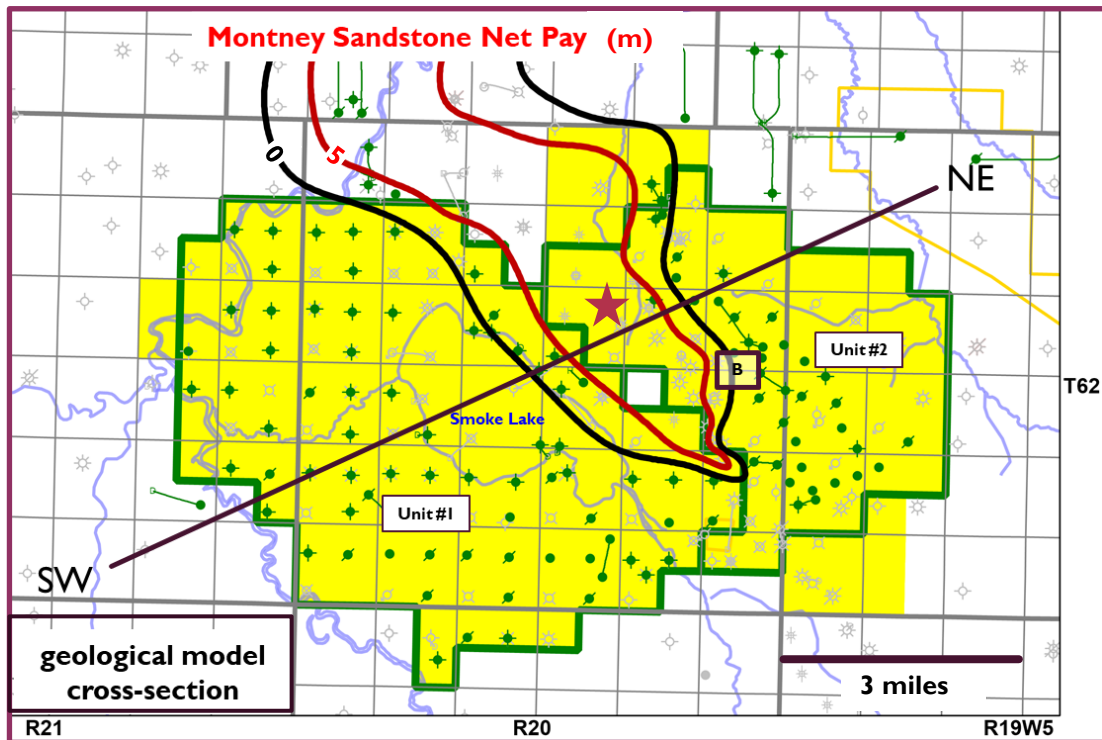 Montney Sandstone Net Pay (m)
0
5
NE
B
Unit #2
T62
Smoke Lake
Unit #1
SW
geological model
cross-section
3 miles
R21
R20
R19W5